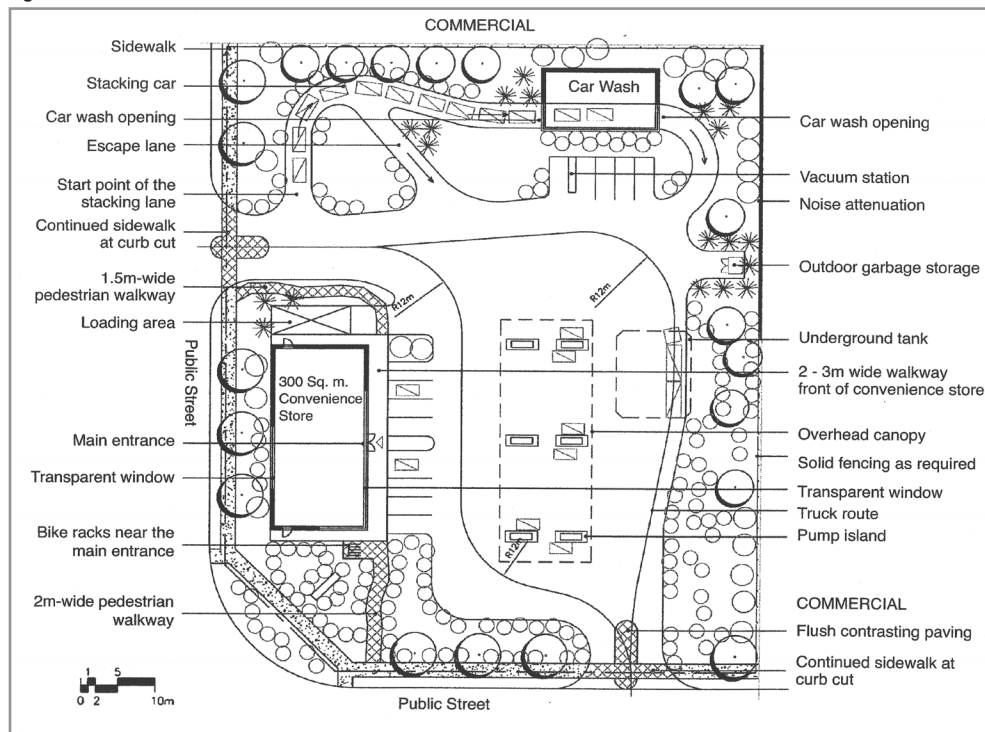 COMMERCIAL
Sidewalk
Stacking car
Car wash opening
Escape lane
Start point of the
stacking lane
Continued sidewalk
at curb cut
1.5m-wide
pedestrian walkway
Loading area
Public Street
Main entrance
Transparent window
Bike racks near the
main entrance
2m-wide pedestrian
walkway
Car Wash
300 Sq. m.
Convenience
Store
R12m
R12m
R12m
Car wash opening
Vacuum station
Noise attenuation
Outdoor garbage storage
Underground tank
2 - 3m wide walkway
front of convenience store
Overhead canopy
Solid fencing as required
Transparent window
Truck route
Pump island
COMMERCIAL
Flush contrasting paving
Continued sidewalk at
curb cut
1 5
0 2 10m
Public Street